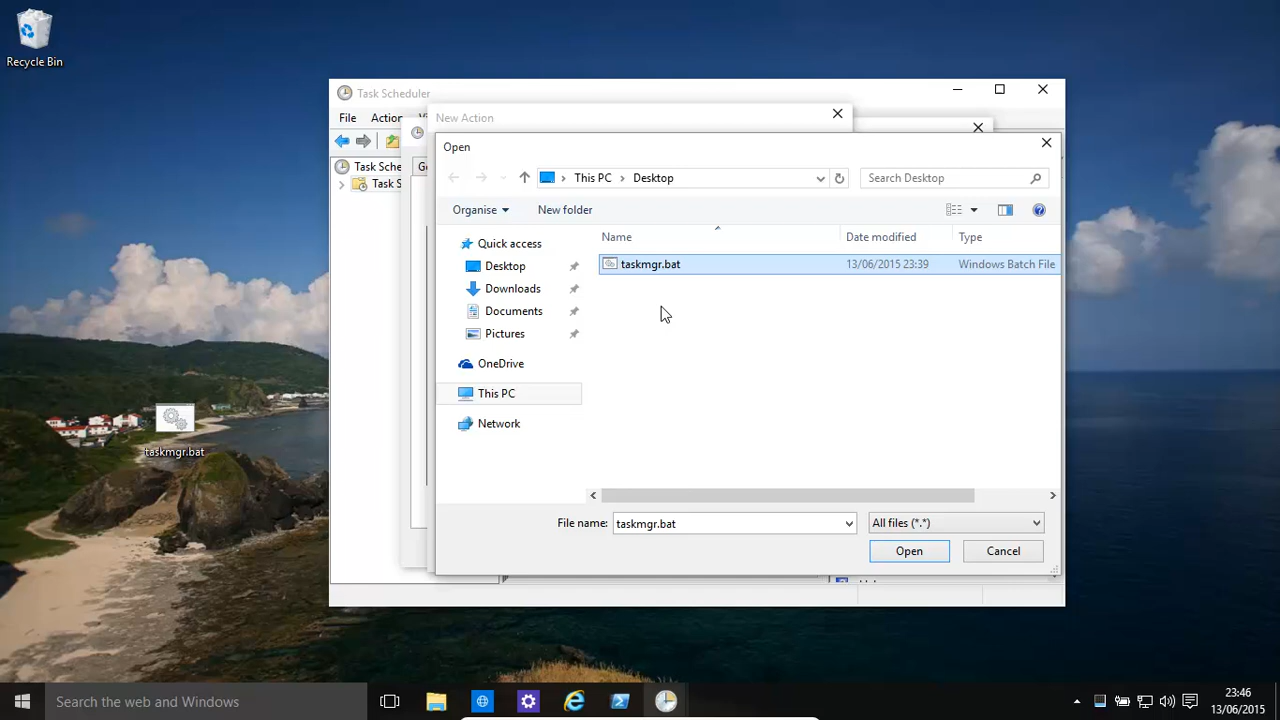 Recycle Bin
Task Scheduler
File Action
New Action
Open
Task Sche
Task S
This PC Desktop
Search Desktop
Organise New folder
Name Date modified Type
taskmgr.bat 13/06/2015 23:39 Windows Batch File
Quick access
Desktop
Downloads
Documents
Pictures
OneDrive
This PC
Network
taskmgr.bat
File name: taskmgr.bat All files (*.*)
Open Cancel
Search the web and Windows
23:46
13/06/2015